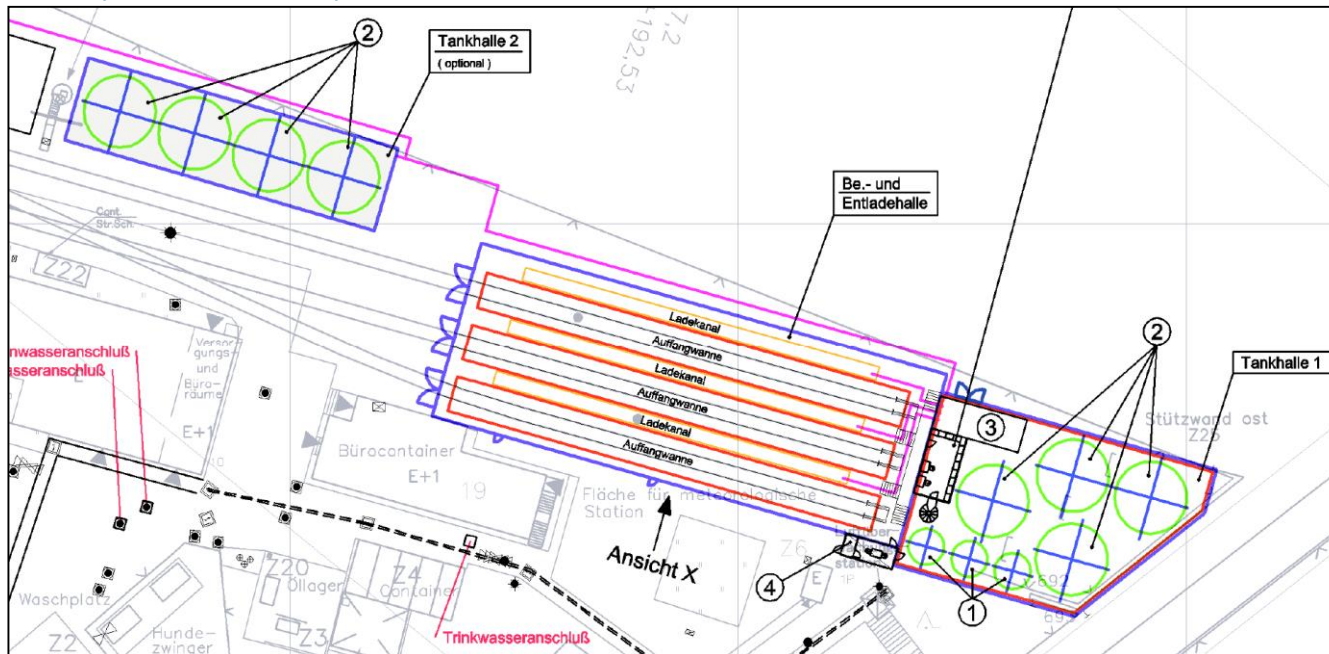 2
Tankhalle 2
( optional )
7,2
192,53
Be.- und
Entladehalle
Cont.
Str.Sch.
Z22
Ladekanal
Auffangwanne
Ladekanal
Auffangwanne
Ladekanal
Auffangwanne
2
Tankhalle 1
Stützwand ost
3
nwasseranschluß
asseranschluß
Versor-
gungs-
und
Büro-
räume
E+1
Bürocontainer
E+1
19
Fläche für meteorologische
Station
Ansicht X
Z6
E
4
1
Z20
Öllager
Z4
Container
Z3
Waschplatz
Z2
Hunde-
zwinger
Trinkwasseranschluß